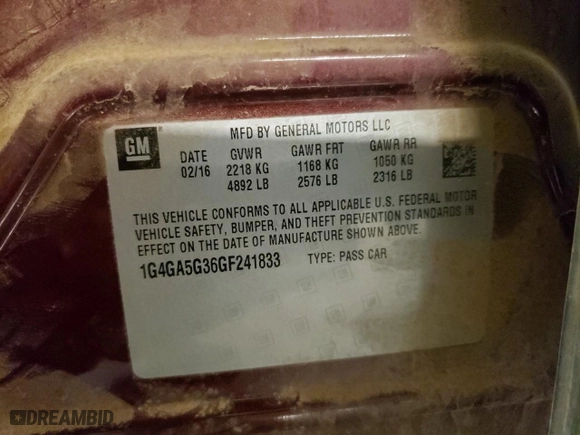 GM
MFD BY GENERAL MOTORS LLC
DATE GVWR GAWR FRT GAWR RR
02/16 2218 KG 1168 KG 1050 KG
4892 LB 2576 LB 2316 LB
THIS VEHICLE CONFORMS TO ALL APPLICABLE U.S. FEDERAL MOTOR
VEHICLE SAFETY, BUMPER, AND THEFT PREVENTION STANDARDS IN
EFFECT ON THE DATE OF MANUFACTURE SHOWN ABOVE.
1G4GA5G36GF241833 TYPE: PASS CAR
DREAMBID